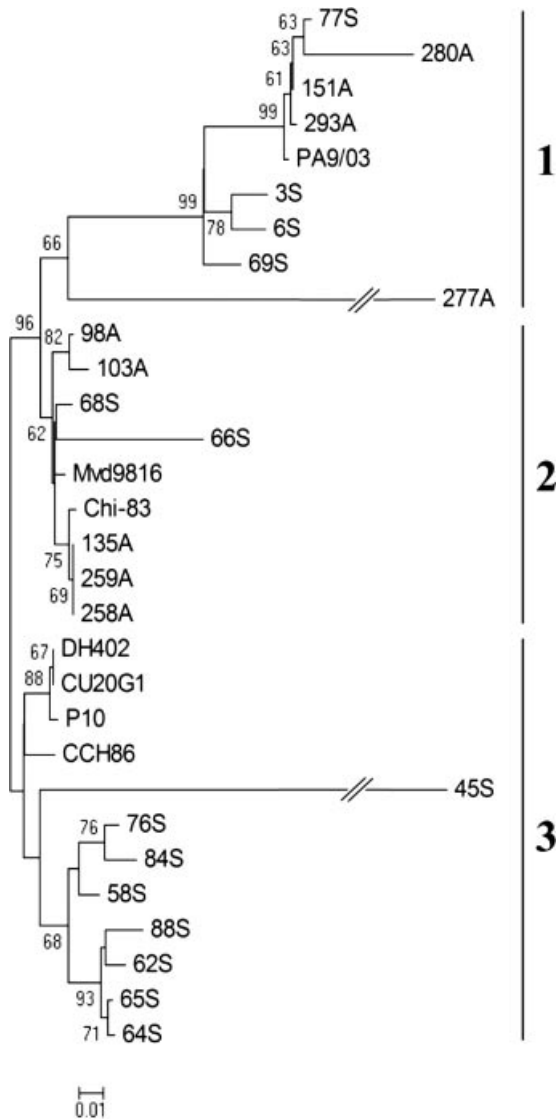 63 77S
63 280A
61 151A
99 293A
PA9/03
1
99 3S
78 6S
66 69S
277A
96
82 98A
103A
68S
62 66S
Mvd9816
2
Chi-83
75 135A
259A
69 258A
67 DH402
88 CU20G1
P10
CCH86
45S
76 76S
3
84S
58S
68 88S
62S
93 65S
71 64S
0.01